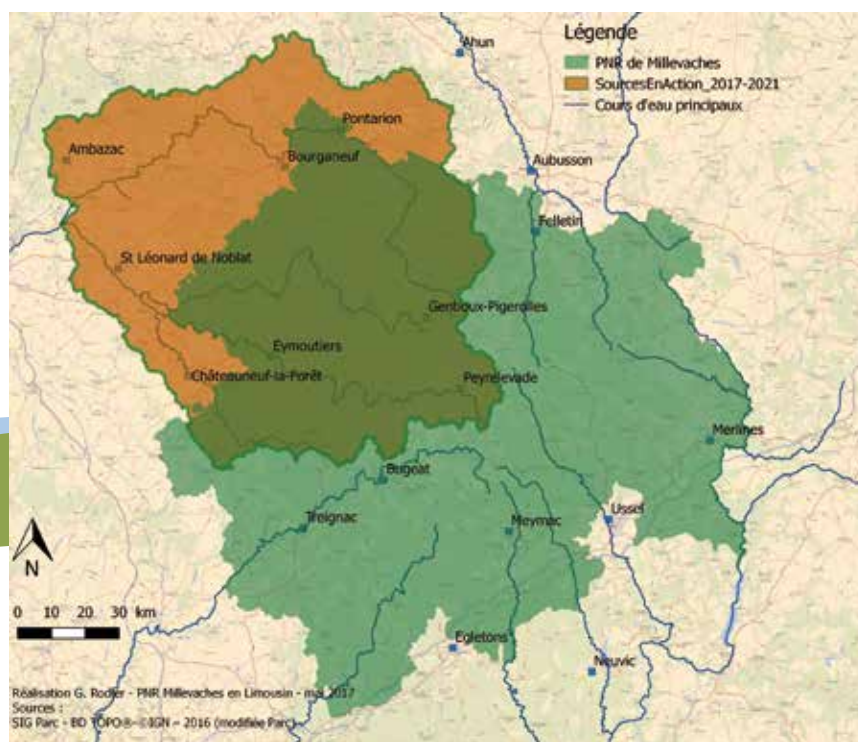 Légende
PNR de Millevaches
SourcesEnAction_2017-2021
Cours d'eau principaux
Ahun
Pontarion
Ambazac
Bourganeuf
Aubusson
Felletin
St Léonard de Noblat
Gentioux-Pigerolles
Eymoutiers
Châteauneuf-la-Forêt
Peyrelevade
Merlines
Bugeat
Treignac
Meymac
Ussel
N
0 10 20 30 km
Egletons
Neuvic
Réalisation G. Rodier - PNR Millevaches en Limousin - mai 2017
Sources :
SIG Parc - BD TOPO®-©IGN - 2016 (modifiée Parc)